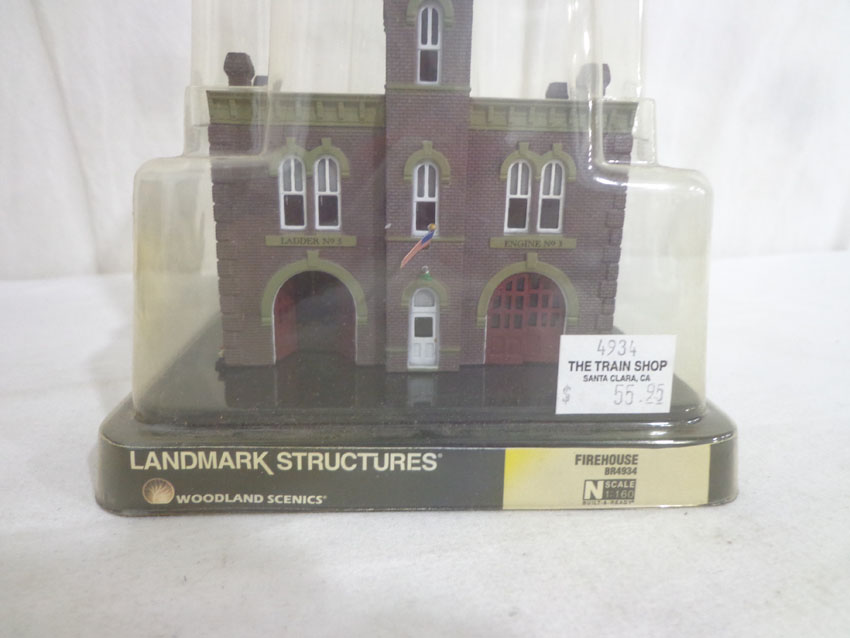 LADDER Nº 5
ENGINE Nº 3
4934
THE TRAIN SHOP
SANTA CLARA, CA
$ 55.95
LANDMARK STRUCTURES®
WOODLAND SCENICS®
FIREHOUSE
BR4934
N SCALE
1:160
BUILT-&-READY®